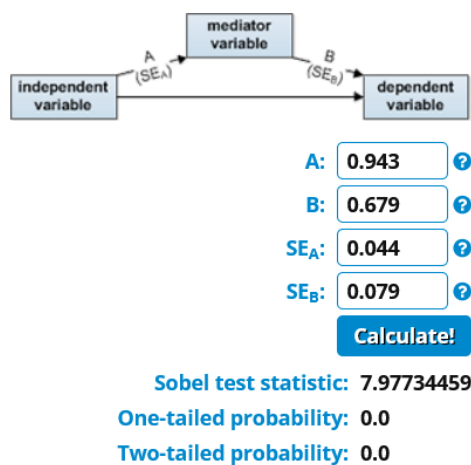 mediator
variable
A
(SEA)
B
(SEB)
independent
variable
dependent
variable
A: 0.943 ?
B: 0.679 ?
SEA: 0.044 ?
SEB: 0.079 ?
Calculate!
Sobel test statistic: 7.97734459
One-tailed probability: 0.0
Two-tailed probability: 0.0